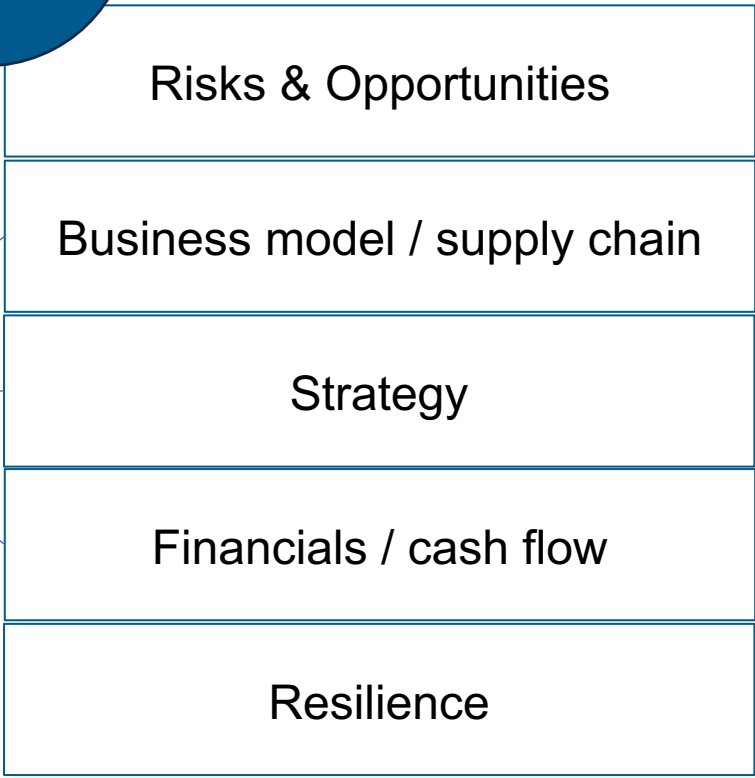 Risks & Opportunities
Business model / supply chain
Strategy
Financials / cash flow
Resilience